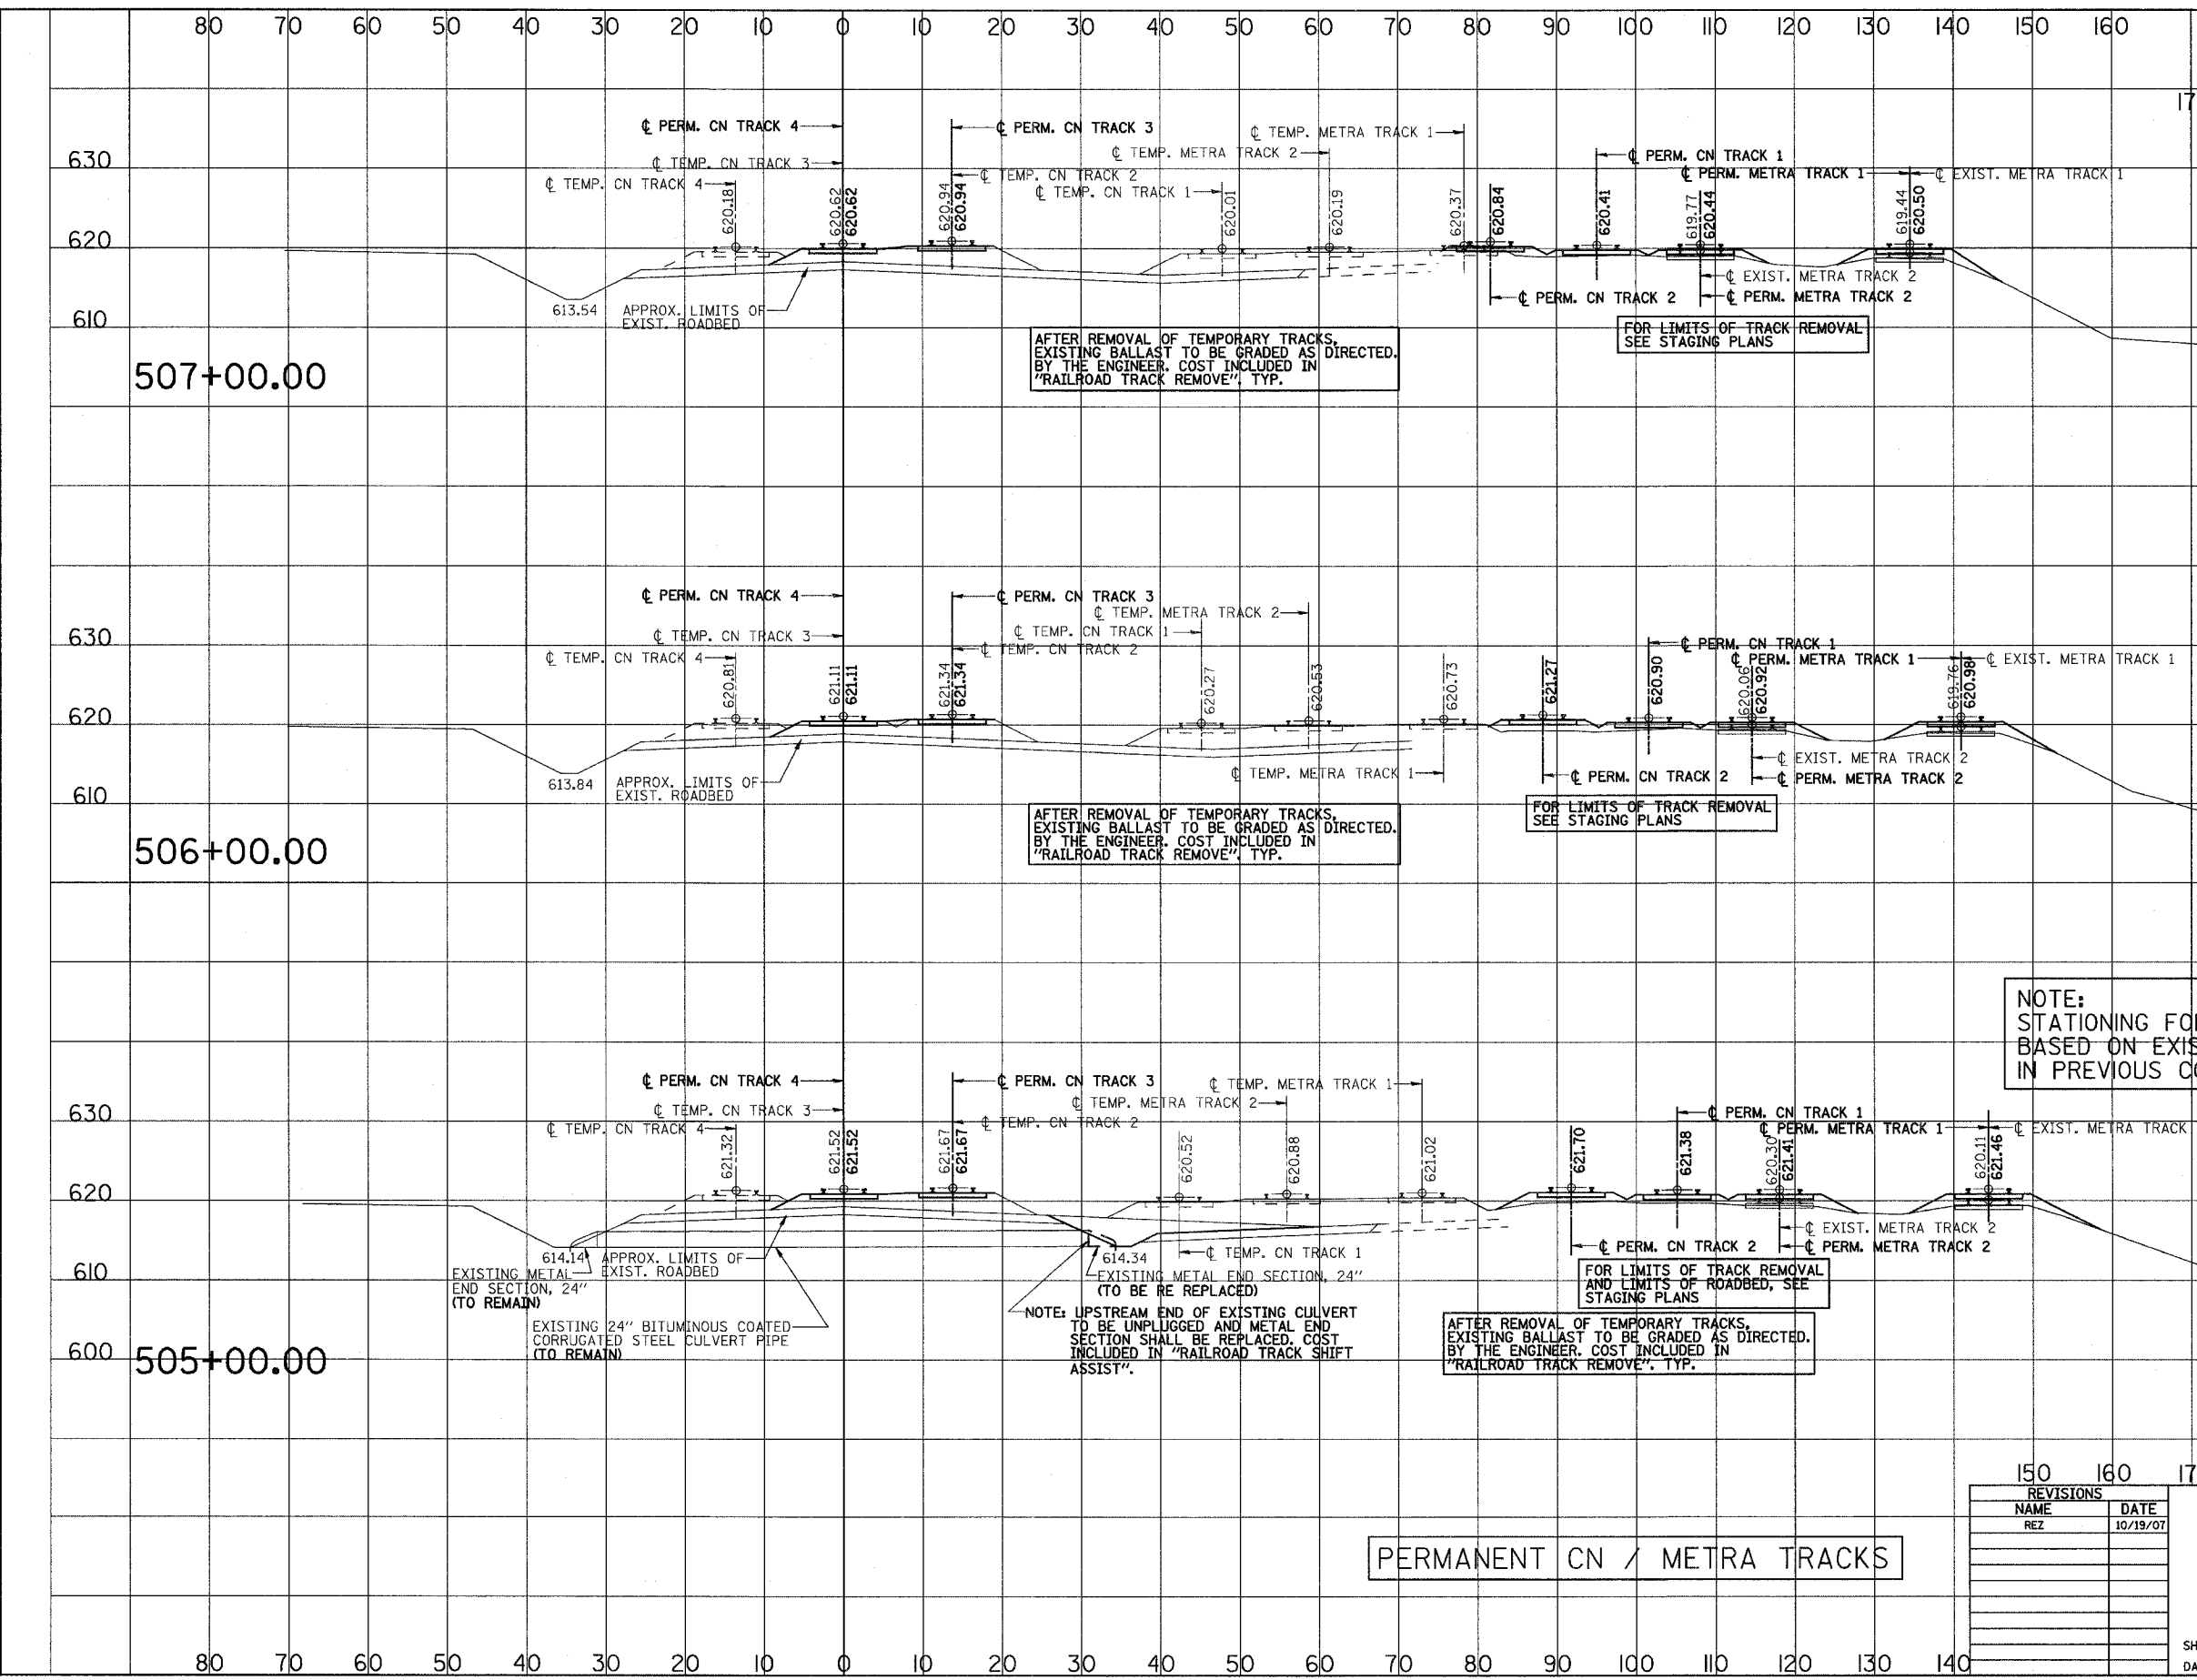 80 70 60 50 40 30 20 10 0 10 20 30 40 50 60 70 80 90 100 110 120 130 140 150 160
17
℄ PERM. CN TRACK 4
℄ PERM. CN TRACK 3
℄ TEMP. METRA TRACK 1
℄ TEMP. METRA TRACK 2
℄ PERM. CN TRACK 1
630
℄ TEMP. CN TRACK 3
℄ TEMP. CN TRACK 2
℄ PERM. METRA TRACK 1
℄ EXIST. METRA TRACK 1
℄ TEMP. CN TRACK 4
℄ TEMP. CN TRACK 1
620.18
620.62
620.62
620.94
620.94
620.01
620.19
620.37
620.84
620.41
619.77
620.44
619.44
620.50
620
℄ EXIST. METRA TRACK 2
℄ PERM. CN TRACK 2
℄ PERM. METRA TRACK 2
613.54
APPROX. LIMITS OF
EXIST. ROADBED
610
AFTER REMOVAL OF TEMPORARY TRACKS,
EXISTING BALLAST TO BE GRADED AS DIRECTED.
BY THE ENGINEER. COST INCLUDED IN
"RAILROAD TRACK REMOVE". TYP.
FOR LIMITS OF TRACK REMOVAL
SEE STAGING PLANS
507+00.00
℄ PERM. CN TRACK 4
℄ PERM. CN TRACK 3
℄ TEMP. METRA TRACK 2
630
℄ TEMP. CN TRACK 3
℄ TEMP. CN TRACK 1
℄ TEMP. CN TRACK 2
℄ PERM. CN TRACK 1
℄ TEMP. CN TRACK 4
℄ PERM. METRA TRACK 1
℄ EXIST. METRA TRACK 1
620.81
621.11
621.11
621.34
621.34
620.27
620.53
620.73
621.27
620.90
620.06
620.92
619.76
620.98
620
℄ EXIST. METRA TRACK 2
℄ TEMP. METRA TRACK 1
℄ PERM. CN TRACK 2
℄ PERM. METRA TRACK 2
613.84
APPROX. LIMITS OF
EXIST. ROADBED
610
AFTER REMOVAL OF TEMPORARY TRACKS,
EXISTING BALLAST TO BE GRADED AS DIRECTED.
BY THE ENGINEER. COST INCLUDED IN
"RAILROAD TRACK REMOVE". TYP.
FOR LIMITS OF TRACK REMOVAL
SEE STAGING PLANS
506+00.00
NOTE:
STATIONING FO
BASED ON EXIS
IN PREVIOUS CO
℄ PERM. CN TRACK 4
℄ PERM. CN TRACK 3
℄ TEMP. METRA TRACK 1
℄ TEMP. METRA TRACK 2
630
℄ TEMP. CN TRACK 3
℄ TEMP. CN TRACK 2
℄ PERM. CN TRACK 1
℄ TEMP. CN TRACK 4
℄ PERM. METRA TRACK 1
℄ EXIST. METRA TRACK
621.32
621.52
621.52
621.67
621.67
620.52
620.88
621.02
621.70
621.38
620.30
621.41
620.11
621.46
620
℄ EXIST. METRA TRACK 2
℄ TEMP. CN TRACK 1
℄ PERM. CN TRACK 2
℄ PERM. METRA TRACK 2
614.14
APPROX. LIMITS OF
EXIST. ROADBED
614.34
610
EXISTING METAL
END SECTION, 24"
(TO REMAIN)
EXISTING METAL END SECTION, 24"
(TO BE RE REPLACED)
FOR LIMITS OF TRACK REMOVAL
AND LIMITS OF ROADBED, SEE
STAGING PLANS
NOTE: UPSTREAM END OF EXISTING CULVERT
TO BE UNPLUGGED AND METAL END
SECTION SHALL BE REPLACED. COST
INCLUDED IN "RAILROAD TRACK SHIFT
ASSIST".
EXISTING 24" BITUMINOUS COATED
CORRUGATED STEEL CULVERT PIPE
(TO REMAIN)
AFTER REMOVAL OF TEMPORARY TRACKS,
EXISTING BALLAST TO BE GRADED AS DIRECTED.
BY THE ENGINEER. COST INCLUDED IN
"RAILROAD TRACK REMOVE". TYP.
600
505+00.00
150 160 17
REVISIONS
NAME DATE
REZ 10/19/07
PERMANENT CN / METRA TRACKS
SH
DA
80 70 60 50 40 30 20 10 0 10 20 30 40 50 60 70 80 90 100 110 120 130 140